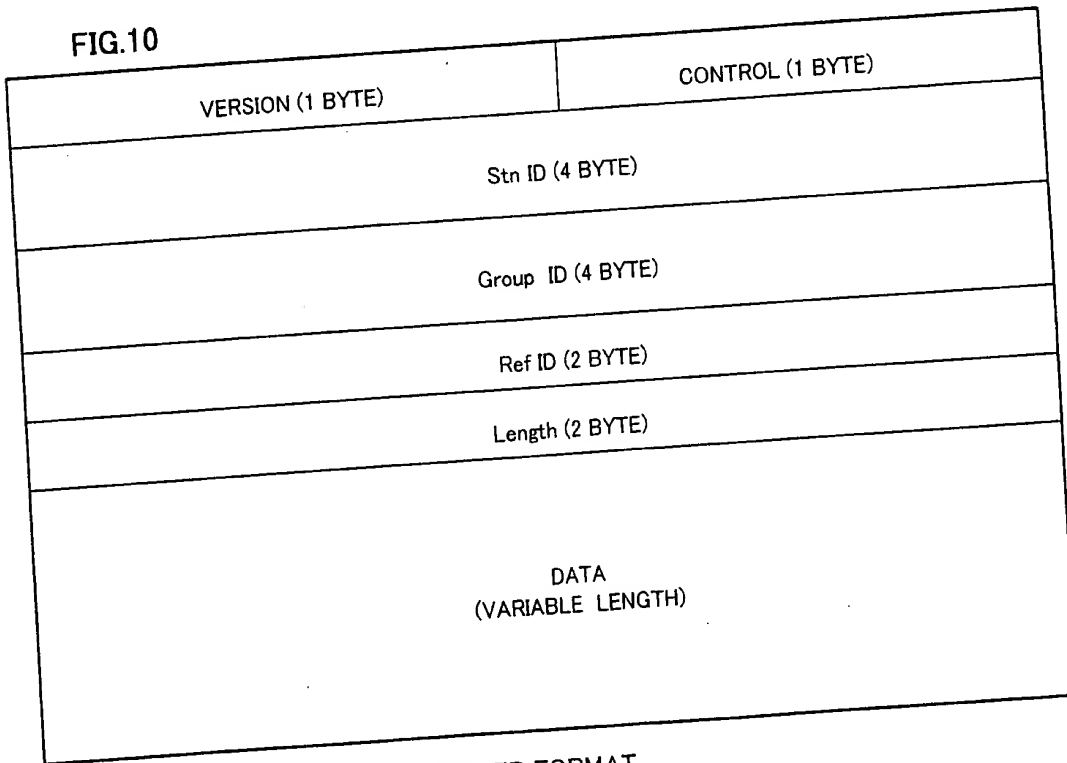 FIG.10
VERSION (1 BYTE)
CONTROL (1 BYTE)
Stn ID (4 BYTE)
Group ID (4 BYTE)
Ref ID (2 BYTE)
Length (2 BYTE)
DATA
(VARIABLE LENGTH)
FORMAT